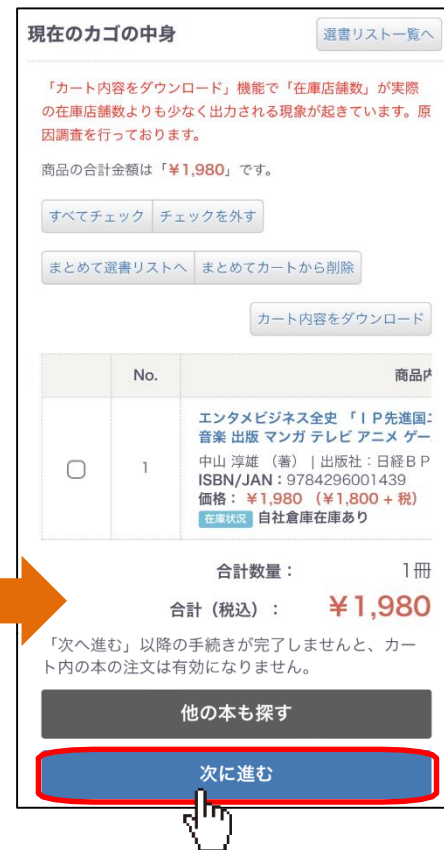 現在のカゴの中身
選書リスト一覧へ
「カート内容をダウンロード」機能で「在庫店舗数」が実際
の在庫店舗数よりも少なく出力される現象が起きています。原
因調査を行っております。
商品の合計金額は「¥1,980」です。
すべてチェック チェックを外す
まとめて選書リストへ まとめてカートから削除
カート内容をダウンロード
No. 商品内
1
エンタメビジネス全史 「ＩＰ先進国ニ
音楽 出版 マンガ テレビ アニメ ゲー
中山 淳雄 （著） | 出版社：日経ＢＰ
ISBN/JAN：9784296001439
価格： ¥1,980 （¥1,800 + 税）
在庫状況 自社倉庫在庫あり
合計数量： 1冊
合計（税込）： ¥1,980
「次へ進む」以降の手続きが完了しませんと、カー
ト内の本の注文は有効になりません。
他の本も探す
次に進む